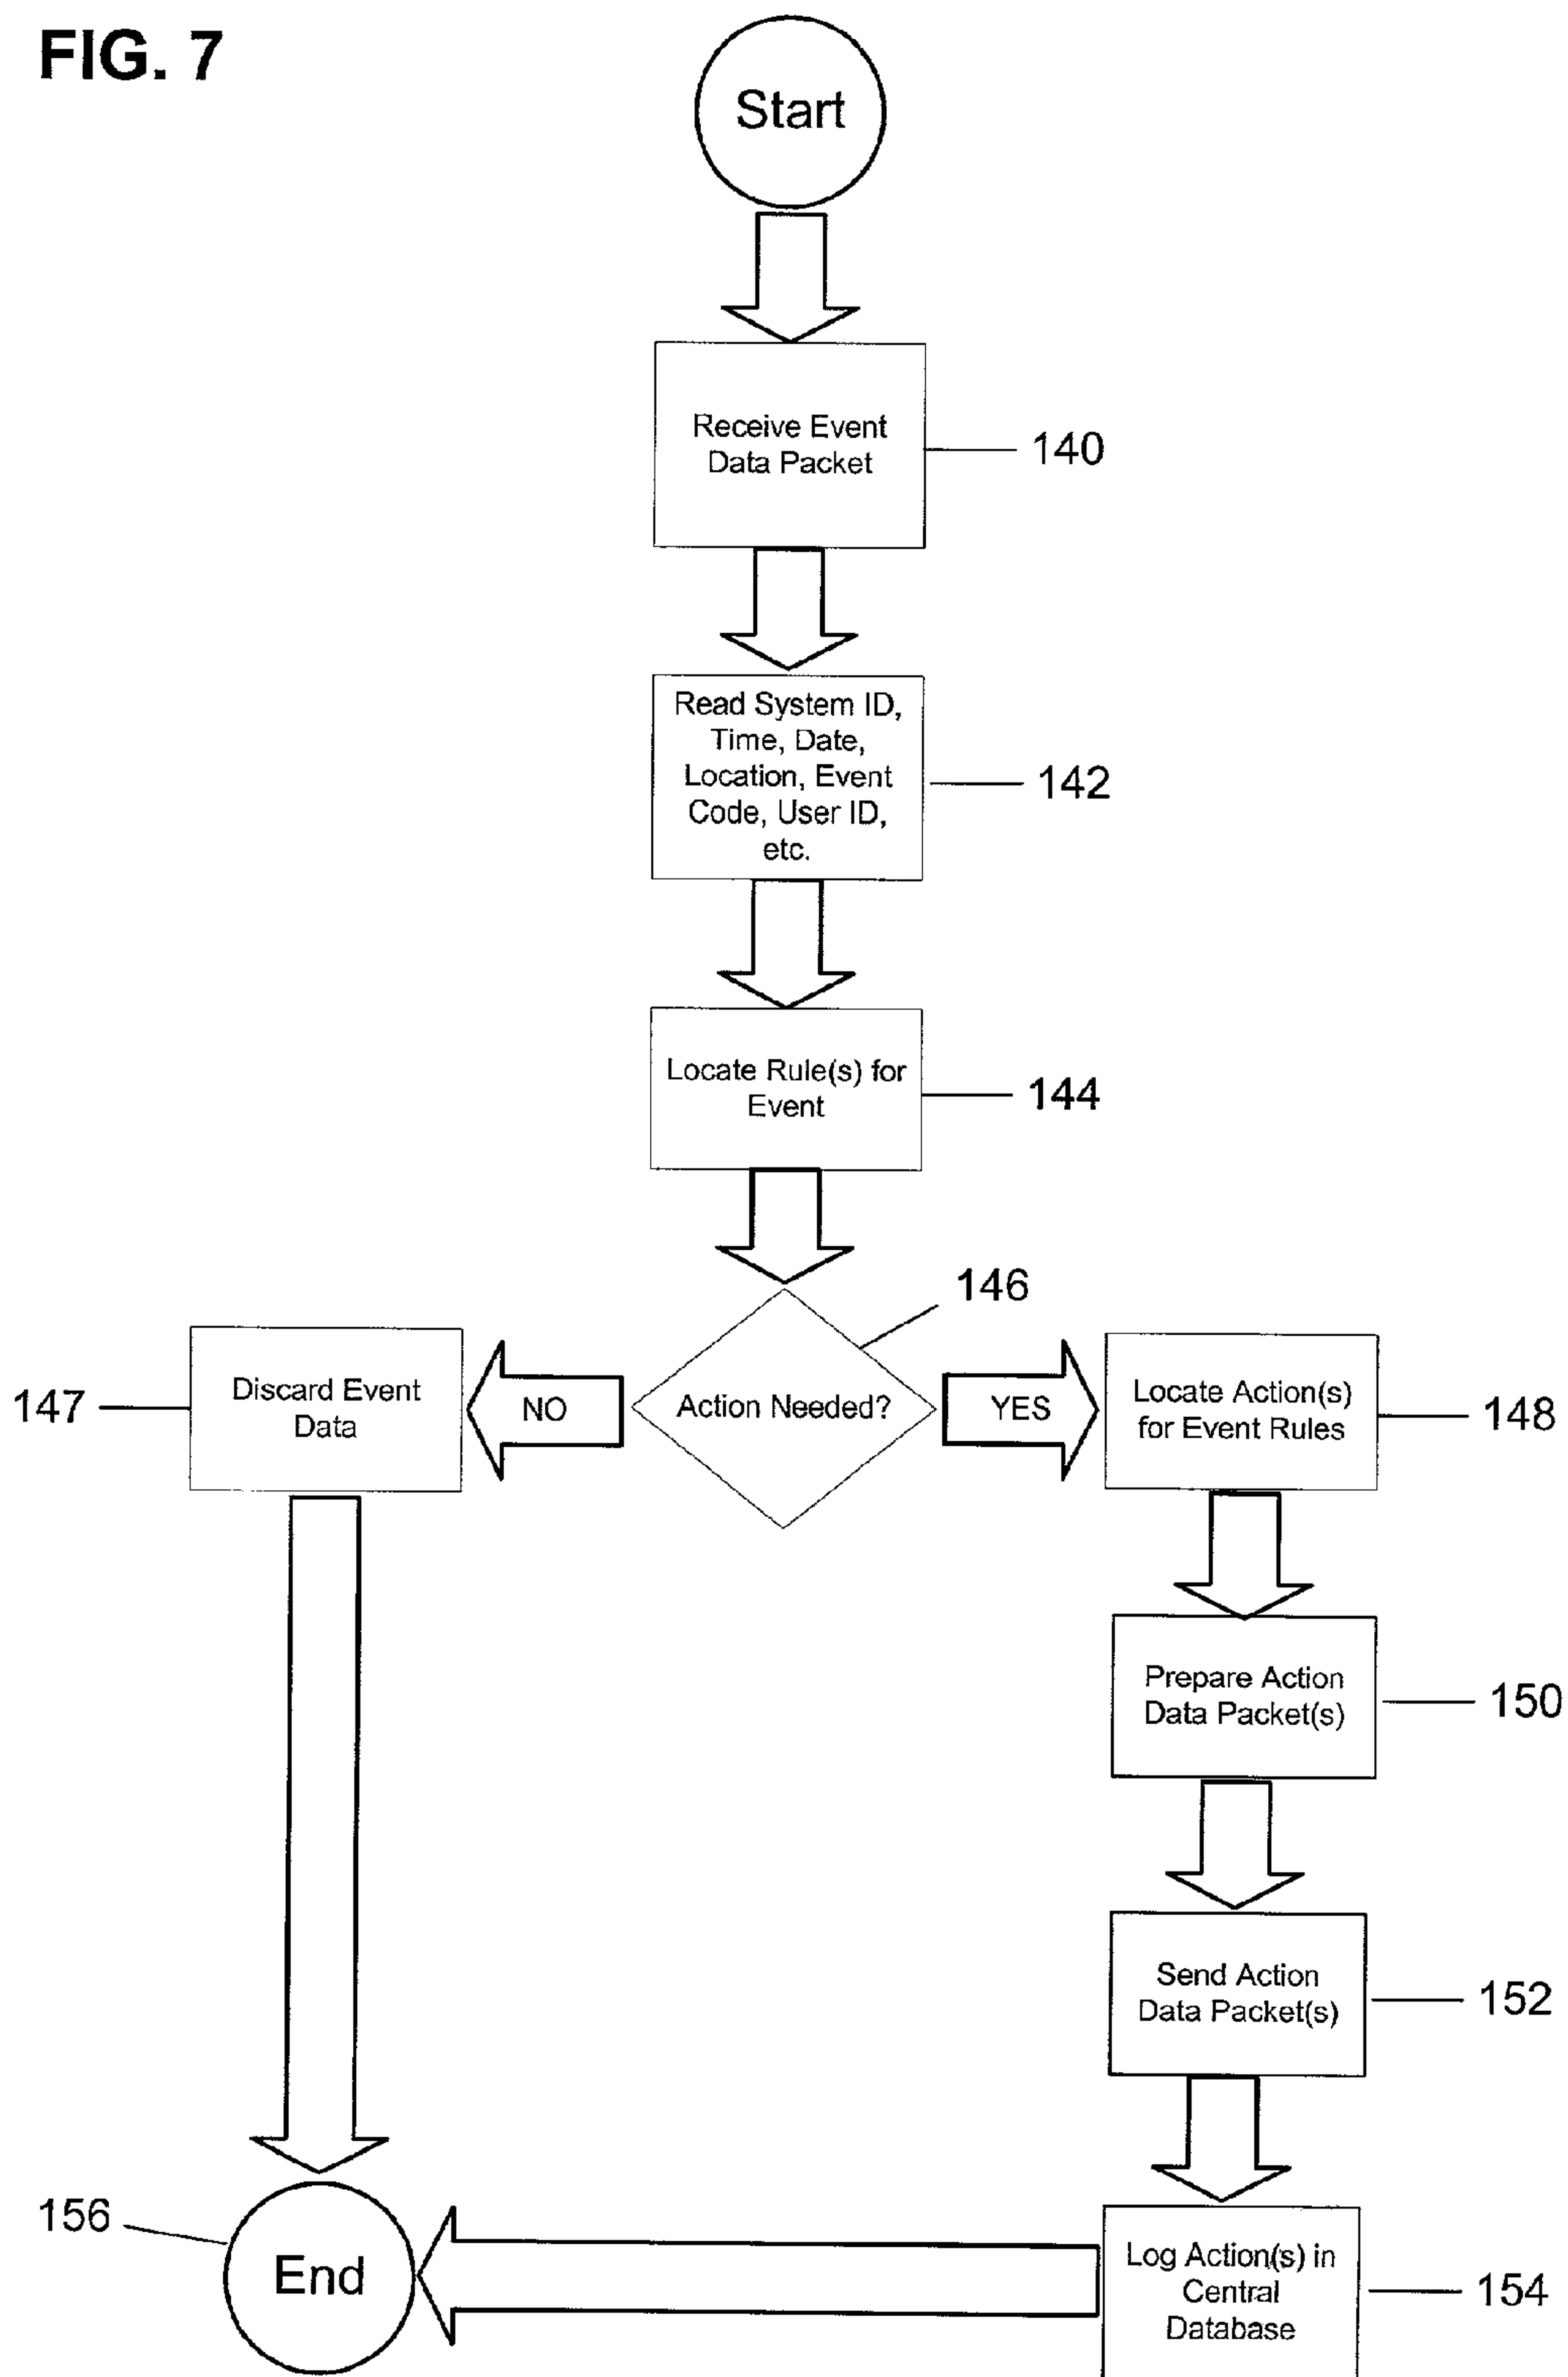 FIG. 7
Start
Receive Event
Data Packet
140
Read System ID,
Time, Date,
Location, Event
Code, User ID,
etc.
142
Locate Rule(s) for
Event
144
146
147
Discard Event
Data
NO
Action Needed?
YES
Locate Action(s)
for Event Rules
148
Prepare Action
Data Packet(s)
150
Send Action
Data Packet(s)
152
156
End
Log Action(s) in
Central
Database
154